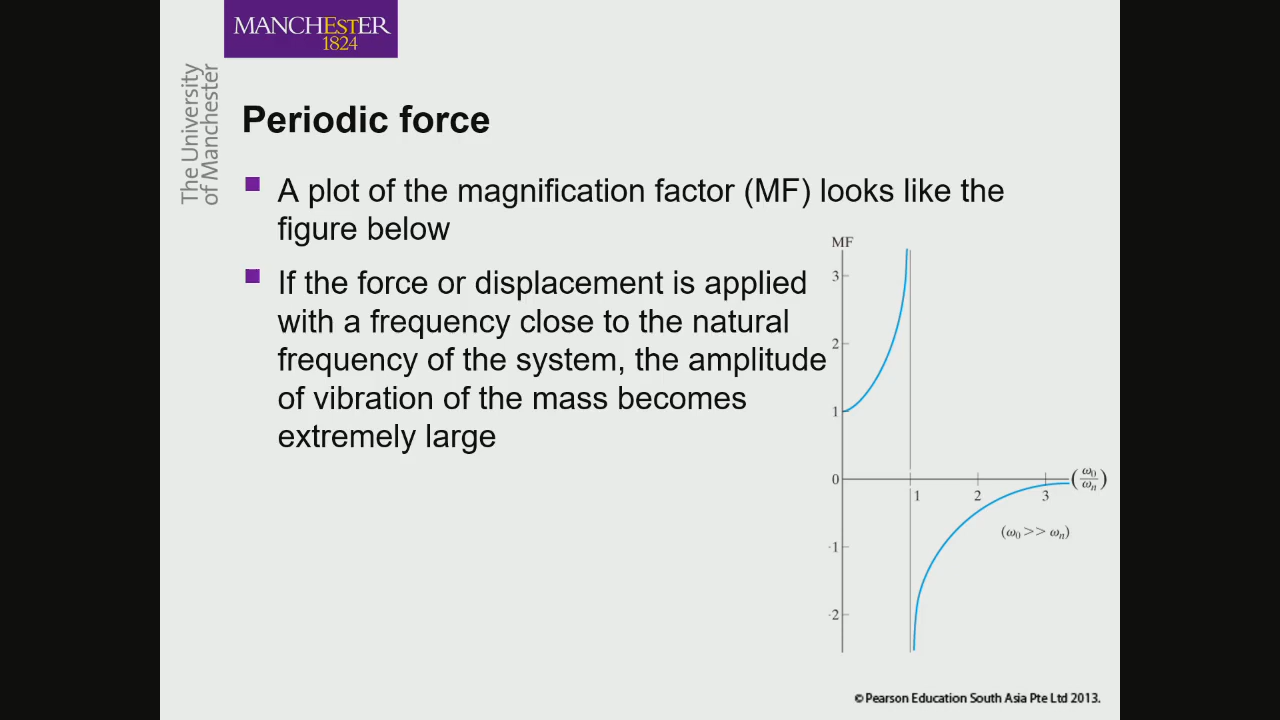 MANCHESTER
1824
The University
of Manchester
Periodic force
A plot of the magnification factor (MF) looks like the
figure below
If the force or displacement is applied
with a frequency close to the natural
frequency of the system, the amplitude
of vibration of the mass becomes
extremely large
MF
3
2
1
0
1
2
3
(ω0/ωn)
(ω0 >> ωn)
-1
-2
© Pearson Education South Asia Pte Ltd 2013.